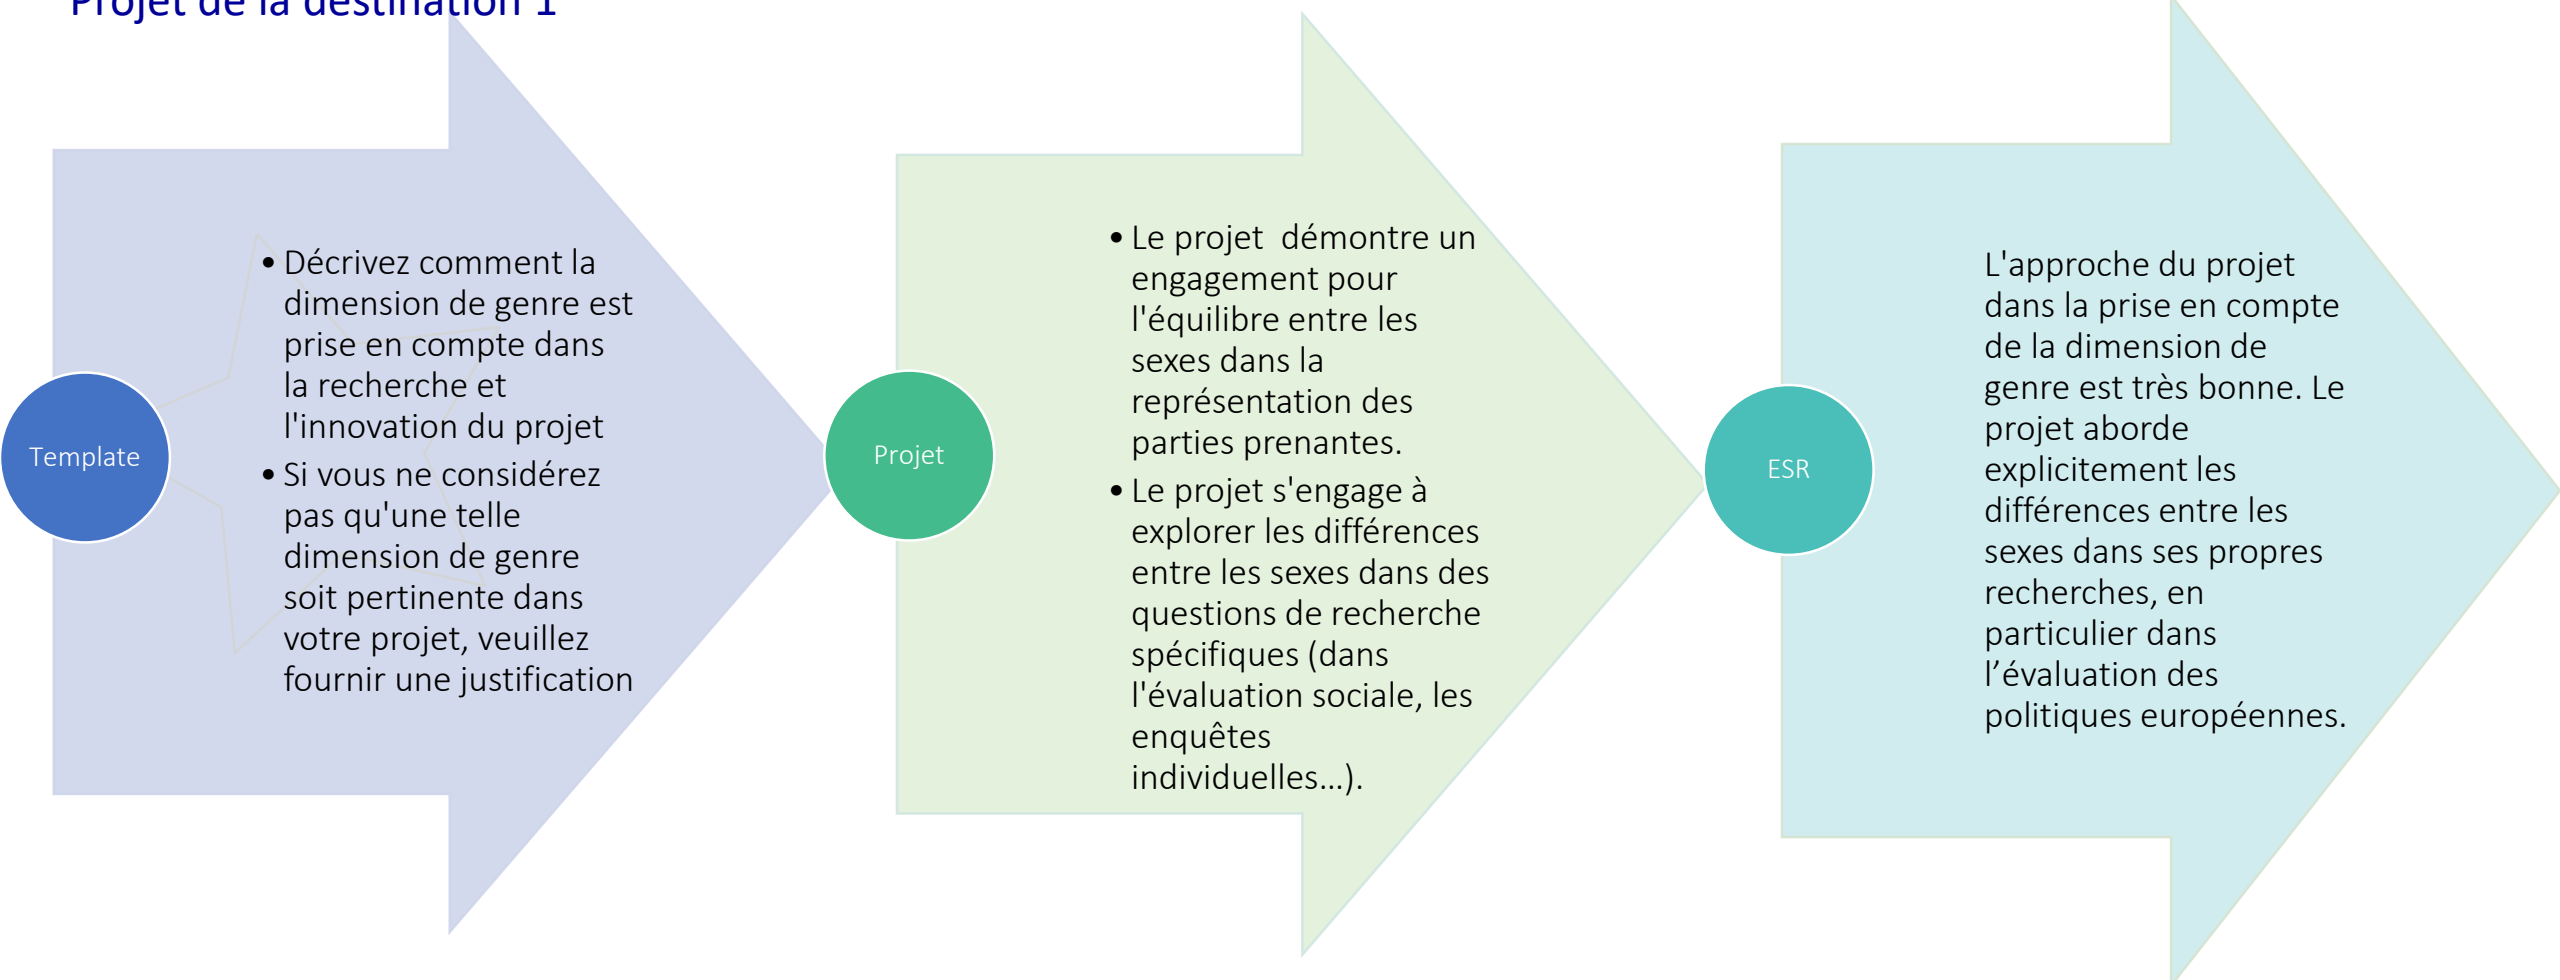 Projet de la destination 1
Template
• Décrivez comment la
dimension de genre est
prise en compte dans
la recherche et
l'innovation du projet
• Si vous ne considérez
pas qu'une telle
dimension de genre
soit pertinente dans
votre projet, veuillez
fournir une justification
Projet
• Le projet  démontre un
engagement pour
l'équilibre entre les
sexes dans la
représentation des
parties prenantes.
• Le projet s'engage à
explorer les différences
entre les sexes dans des
questions de recherche
spécifiques (dans
l'évaluation sociale, les
enquêtes
individuelles...).
ESR
L'approche du projet
dans la prise en compte
de la dimension de
genre est très bonne. Le
projet aborde
explicitement les
différences entre les
sexes dans ses propres
recherches, en
particulier dans
l’évaluation des
politiques européennes.